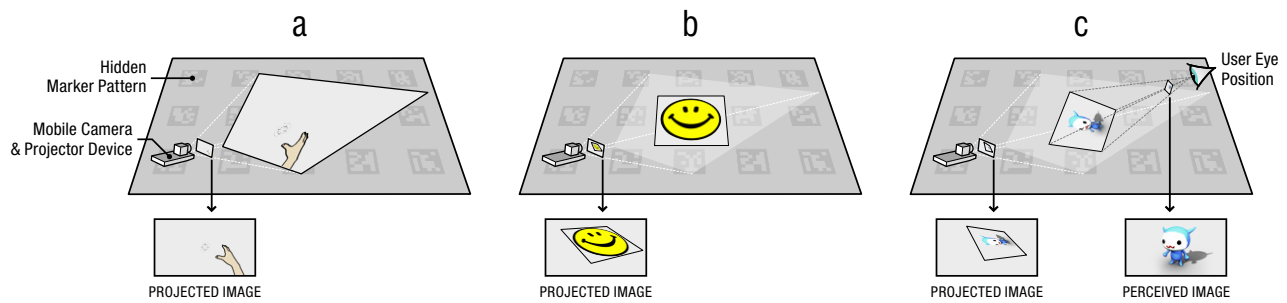 a
b
c
Hidden
Marker Pattern
Mobile Camera
& Projector Device
User Eye
Position
PROJECTED IMAGE
PROJECTED IMAGE
PROJECTED IMAGE
PERCEIVED IMAGE